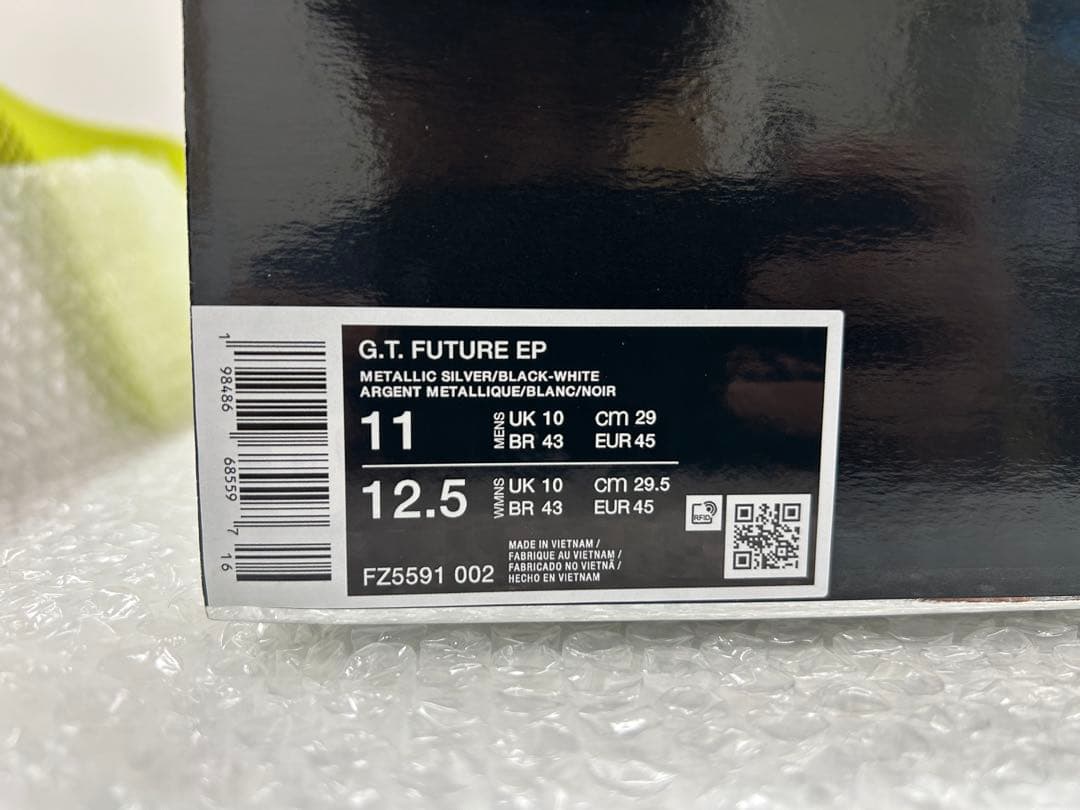 G.T. FUTURE EP
METALLIC SILVER/BLACK-WHITE
ARGENT METALLIQUE/BLANC/NOIR
11
MENS
UK 10 cm 29
BR 43 EUR 45
12.5
WMNS
UK 10 cm 29.5
BR 43 EUR 45
RFID
MADE IN VIETNAM /
FABRIQUE AU VIETNAM /
FABRICADO NO VIETNÃ /
HECHO EN VIETNAM
FZ5591 002
1 98486 68559 7 16